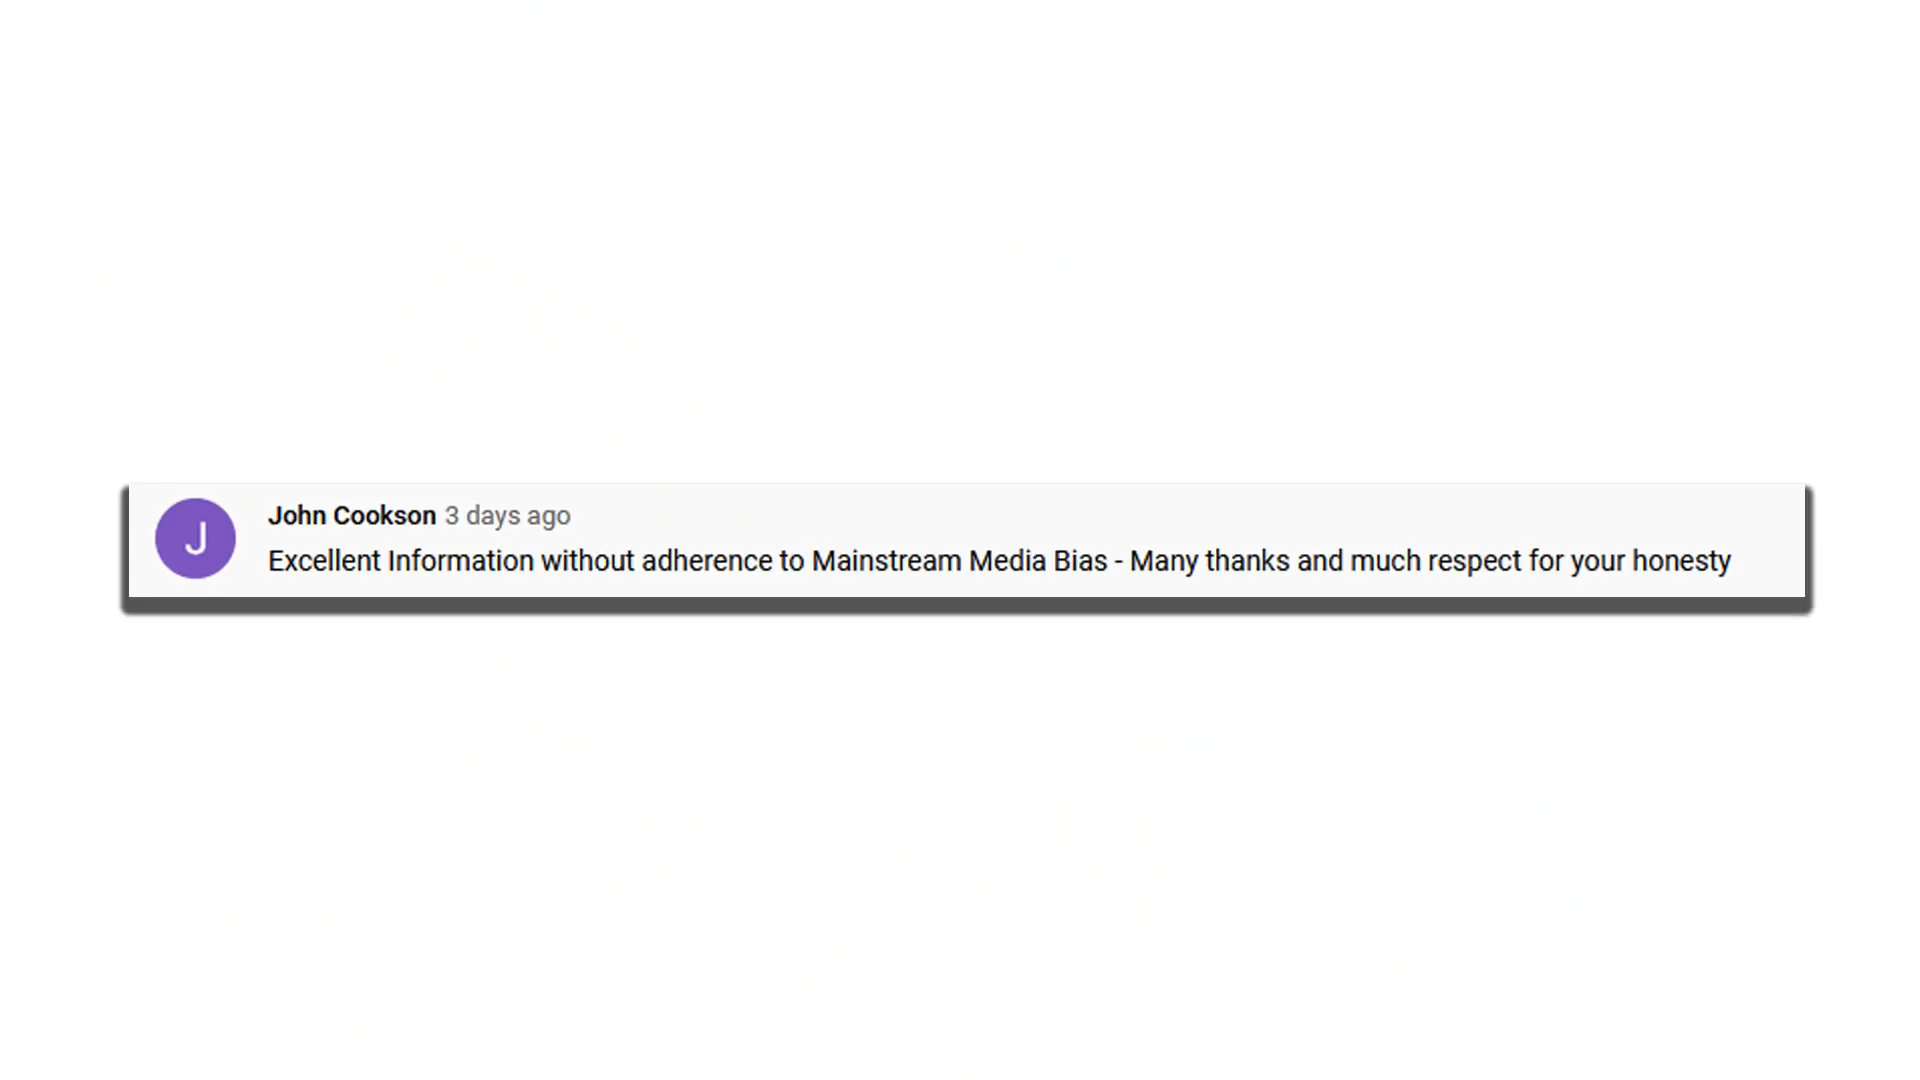 J
John Cookson 3 days ago
Excellent Information without adherence to Mainstream Media Bias - Many thanks and much respect for your honesty